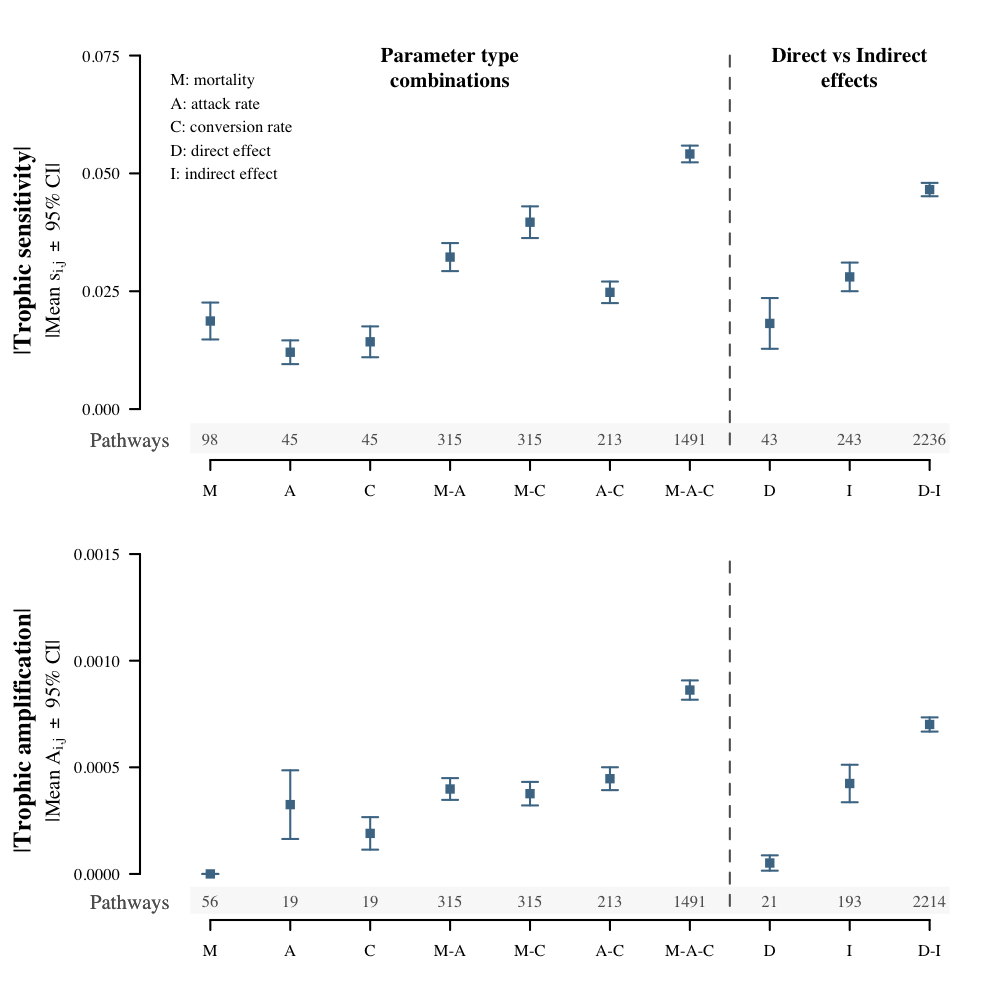 Parameter type
combinations
Direct vs Indirect
effects
M: mortality
A: attack rate
C: conversion rate
D: direct effect
I: indirect effect
|Trophic sensitivity|
|Mean si,j ± 95% CI|
0.075
0.050
0.025
0.000
Pathways 98 45 45 315 315 213 1491 43 243 2236
M A C M-A M-C A-C M-A-C D I D-I
|Trophic amplification|
|Mean Ai,j ± 95% CI|
0.0015
0.0010
0.0005
0.0000
Pathways 56 19 19 315 315 213 1491 21 193 2214
M A C M-A M-C A-C M-A-C D I D-I